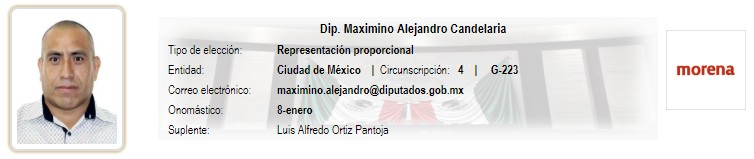 Dip. Maximino Alejandro Candelaria
Tipo de elección: Representación proporcional
Entidad: Ciudad de México | Circunscripción: 4 | G-223
Correo electrónico: maximino.alejandro@diputados.gob.mx
Onomástico: 8-enero
Suplente: Luis Alfredo Ortiz Pantoja
morena